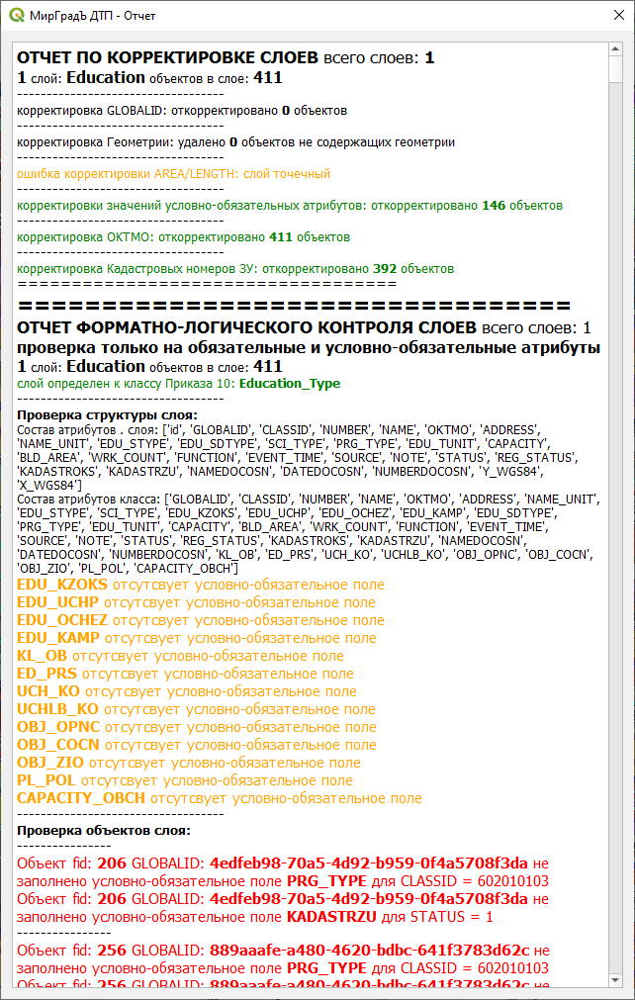 МирГрадЪ ДТП - Отчет
ОТЧЕТ ПО КОРРЕКТИРОВКЕ СЛОЕВ всего слоев: 1
1 слой: Education объектов в слое: 411
----------------------------------
корректировка GLOBALID: откорректировано 0 объектов
----------------------------------
корректировка Геометрии: удалено 0 объектов не содержащих геометрии
----------------------------------
ошибка корректировки AREA/LENGTH: слой точечный
----------------------------------
корректировки значений условно-обязательных атрибутов: откорректировано 146 объектов
----------------------------------
корректировка ОКТМО: откорректировано 411 объектов
----------------------------------
корректировка Кадастровых номеров ЗУ: откорректировано 392 объектов
==================================
==================================
ОТЧЕТ ФОРМАТНО-ЛОГИЧЕСКОГО КОНТРОЛЯ СЛОЕВ всего слоев: 1
проверка только на обязательные и условно-обязательные атрибуты
1 слой: Education объектов в слое: 411
слой определен к классу Приказа 10: Education_Type
----------------------------------
Проверка структуры слоя:
Состав атрибутов . слоя: ['id', 'GLOBALID', 'CLASSID', 'NUMBER', 'NAME', 'OKTMO', 'ADDRESS',
'NAME_UNIT', 'EDU_STYPE', 'EDU_SDTYPE', 'SCI_TYPE', 'PRG_TYPE', 'EDU_TUNIT', 'CAPACITY',
'BLD_AREA', 'WRK_COUNT', 'FUNCTION', 'EVENT_TIME', 'SOURCE', 'NOTE', 'STATUS', 'REG_STATUS',
'KADASTROKS', 'KADASTRZU', 'NAMEDOCOSN', 'DATEDOCOSN', 'NUMBERDOCOSN', 'Y_WGS84',
'X_WGS84']
Состав атрибутов класса: ['GLOBALID', 'CLASSID', 'NUMBER', 'NAME', 'OKTMO', 'ADDRESS', 'NAME_UNIT',
'EDU_STYPE', 'SCI_TYPE', 'EDU_KZOKS', 'EDU_UCHP', 'EDU_OCHEZ', 'EDU_KAMP', 'EDU_SDTYPE',
'PRG_TYPE', 'EDU_TUNIT', 'CAPACITY', 'BLD_AREA', 'WRK_COUNT', 'FUNCTION', 'EVENT_TIME',
'SOURCE', 'NOTE', 'STATUS', 'REG_STATUS', 'KADASTROKS', 'KADASTRZU', 'NAMEDOCOSN',
'DATEDOCOSN', 'NUMBERDOCOSN', 'KL_OB', 'ED_PRS', 'UCH_KO', 'UCHLB_KO', 'OBJ_OPNC', 'OBJ_COCN',
'OBJ_ZIO', 'PL_POL', 'CAPACITY_OBCH']
EDU_KZOKS отсутсвует условно-обязательное поле
EDU_UCHP отсутсвует условно-обязательное поле
EDU_OCHEZ отсутсвует условно-обязательное поле
EDU_KAMP отсутсвует условно-обязательное поле
KL_OB отсутсвует условно-обязательное поле
ED_PRS отсутсвует условно-обязательное поле
UCH_KO отсутсвует условно-обязательное поле
UCHLB_KO отсутсвует условно-обязательное поле
OBJ_OPNC отсутсвует условно-обязательное поле
OBJ_COCN отсутсвует условно-обязательное поле
OBJ_ZIO отсутсвует условно-обязательное поле
PL_POL отсутсвует условно-обязательное поле
CAPACITY_OBCH отсутсвует условно-обязательное поле
----------------------------------
Проверка объектов слоя:
----------------
Объект fid: 206 GLOBALID: 4edfeb98-70a5-4d92-b959-0f4a5708f3da не
заполнено условно-обязательное поле PRG_TYPE для CLASSID = 602010103
Объект fid: 206 GLOBALID: 4edfeb98-70a5-4d92-b959-0f4a5708f3da не
заполнено условно-обязательное поле KADASTRZU для STATUS = 1
----------------
Объект fid: 256 GLOBALID: 889aaafe-a480-4620-bdbc-641f3783d62c не
заполнено условно-обязательное поле PRG_TYPE для CLASSID = 602010103
Объект fid: 256 GLOBALID: 889aaafe-a480-4620-bdbc-641f3783d62c не